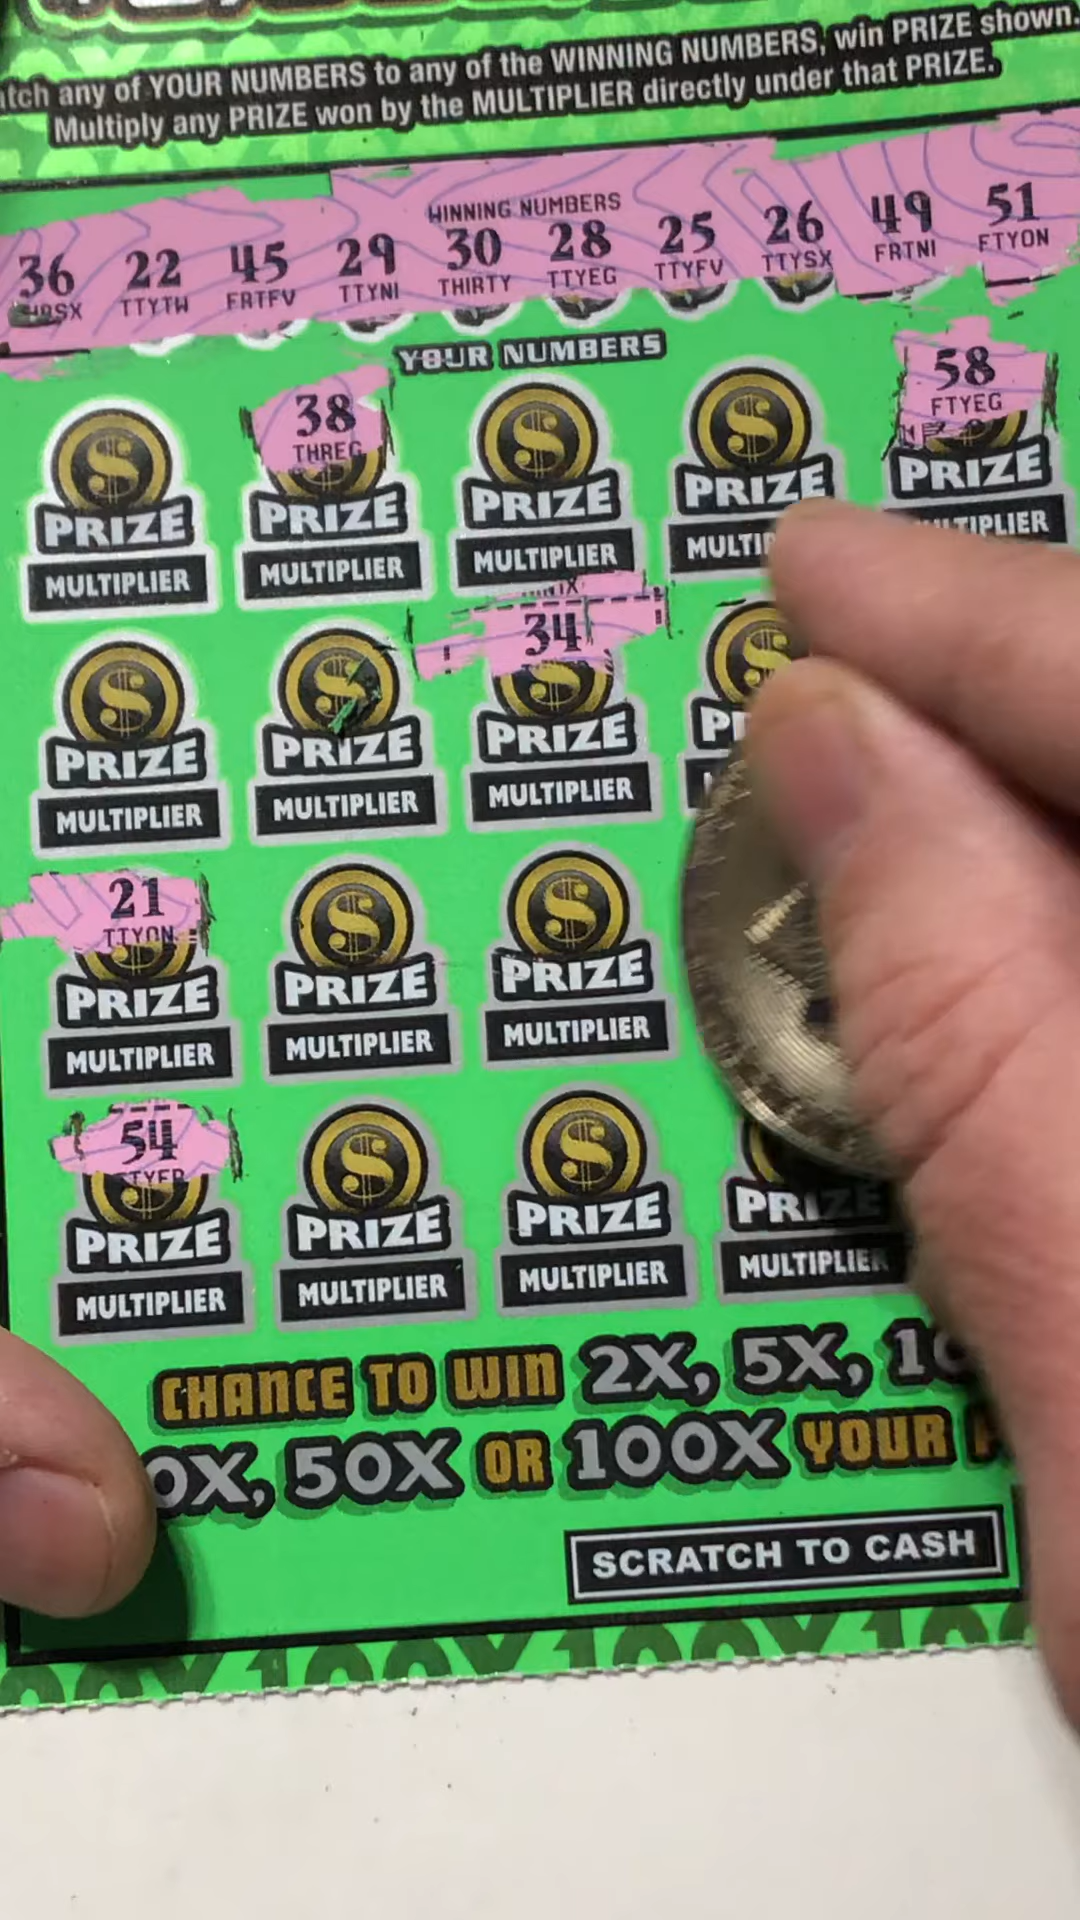 any of YOUR NUMBERS to any of the WINNING NUMBERS, win PRIZE shown.
Multiply any PRIZE won by the MULTIPLIER directly under that PRIZE.
WINNING NUMBERS
36 22 45 29 30 28 25 26 49 51
TTYTW FRTFV TTYNI THIRTY TTYEG TTYFV TTYSX FRTNI FTYON
YOUR NUMBERS
38 58
THREG FTYEG
PRIZE PRIZE PRIZE PRIZE PRIZE
MULTIPLIER MULTIPLIER MULTIPLIER
34
PRIZE PRIZE PRIZE
MULTIPLIER MULTIPLIER MULTIPLIER
21
TTYON
PRIZE PRIZE PRIZE
MULTIPLIER MULTIPLIER MULTIPLIER
54
PRIZE PRIZE PRIZE PRIZE
MULTIPLIER MULTIPLIER MULTIPLIER MULTIPLIER
CHANCE TO WIN 2X, 5X,
50X OR 100X YOUR
SCRATCH TO CASH